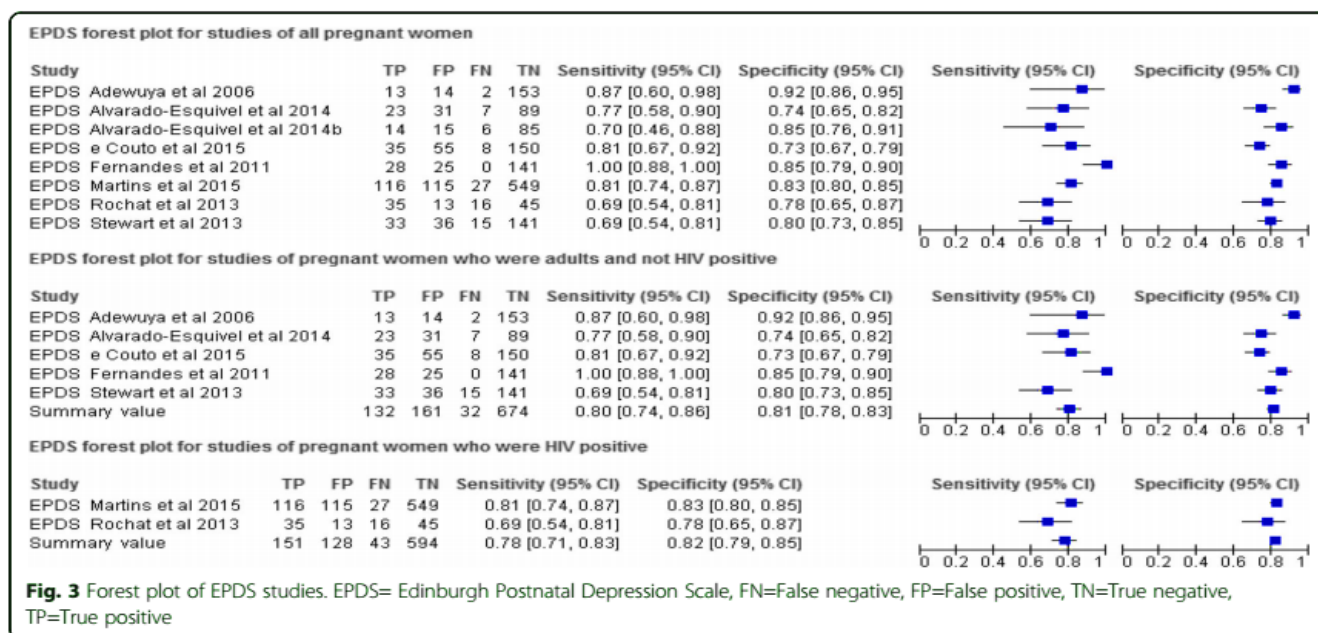 EPDS forest plot for studies of all pregnant women
Study TP FP FN TN Sensitivity (95% CI) Specificity (95% CI) Sensitivity (95% CI) Specificity (95% CI)
EPDS Adewuya et al 2006 13 14 2 153 0.87 [0.60, 0.98] 0.92 [0.86, 0.95]
EPDS Alvarado-Esquivel et al 2014 23 31 7 89 0.77 [0.58, 0.90] 0.74 [0.65, 0.82]
EPDS Alvarado-Esquivel et al 2014b 14 15 6 85 0.70 [0.46, 0.88] 0.85 [0.76, 0.91]
EPDS e Couto et al 2015 35 55 8 150 0.81 [0.67, 0.92] 0.73 [0.67, 0.79]
EPDS Fernandes et al 2011 28 25 0 141 1.00 [0.88, 1.00] 0.85 [0.79, 0.90]
EPDS Martins et al 2015 116 115 27 549 0.81 [0.74, 0.87] 0.83 [0.80, 0.85]
EPDS Rochat et al 2013 35 13 16 45 0.69 [0.54, 0.81] 0.78 [0.65, 0.87]
EPDS Stewart et al 2013 33 36 15 141 0.69 [0.54, 0.81] 0.80 [0.73, 0.85]
0 0.2 0.4 0.6 0.8 1 0 0.2 0.4 0.6 0.8 1
EPDS forest plot for studies of pregnant women who were adults and not HIV positive
Study TP FP FN TN Sensitivity (95% CI) Specificity (95% CI) Sensitivity (95% CI) Specificity (95% CI)
EPDS Adewuya et al 2006 13 14 2 153 0.87 [0.60, 0.98] 0.92 [0.86, 0.95]
EPDS Alvarado-Esquivel et al 2014 23 31 7 89 0.77 [0.58, 0.90] 0.74 [0.65, 0.82]
EPDS e Couto et al 2015 35 55 8 150 0.81 [0.67, 0.92] 0.73 [0.67, 0.79]
EPDS Fernandes et al 2011 28 25 0 141 1.00 [0.88, 1.00] 0.85 [0.79, 0.90]
EPDS Stewart et al 2013 33 36 15 141 0.69 [0.54, 0.81] 0.80 [0.73, 0.85]
Summary value 132 161 32 674 0.80 [0.74, 0.86] 0.81 [0.78, 0.83]
0 0.2 0.4 0.6 0.8 1 0 0.2 0.4 0.6 0.8 1
EPDS forest plot for studies of pregnant women who were HIV positive
Study TP FP FN TN Sensitivity (95% CI) Specificity (95% CI) Sensitivity (95% CI) Specificity (95% CI)
EPDS Martins et al 2015 116 115 27 549 0.81 [0.74, 0.87] 0.83 [0.80, 0.85]
EPDS Rochat et al 2013 35 13 16 45 0.69 [0.54, 0.81] 0.78 [0.65, 0.87]
Summary value 151 128 43 594 0.78 [0.71, 0.83] 0.82 [0.79, 0.85]
0 0.2 0.4 0.6 0.8 1 0 0.2 0.4 0.6 0.8 1
Fig. 3 Forest plot of EPDS studies. EPDS= Edinburgh Postnatal Depression Scale, FN=False negative, FP=False positive, TN=True negative,
TP=True positive